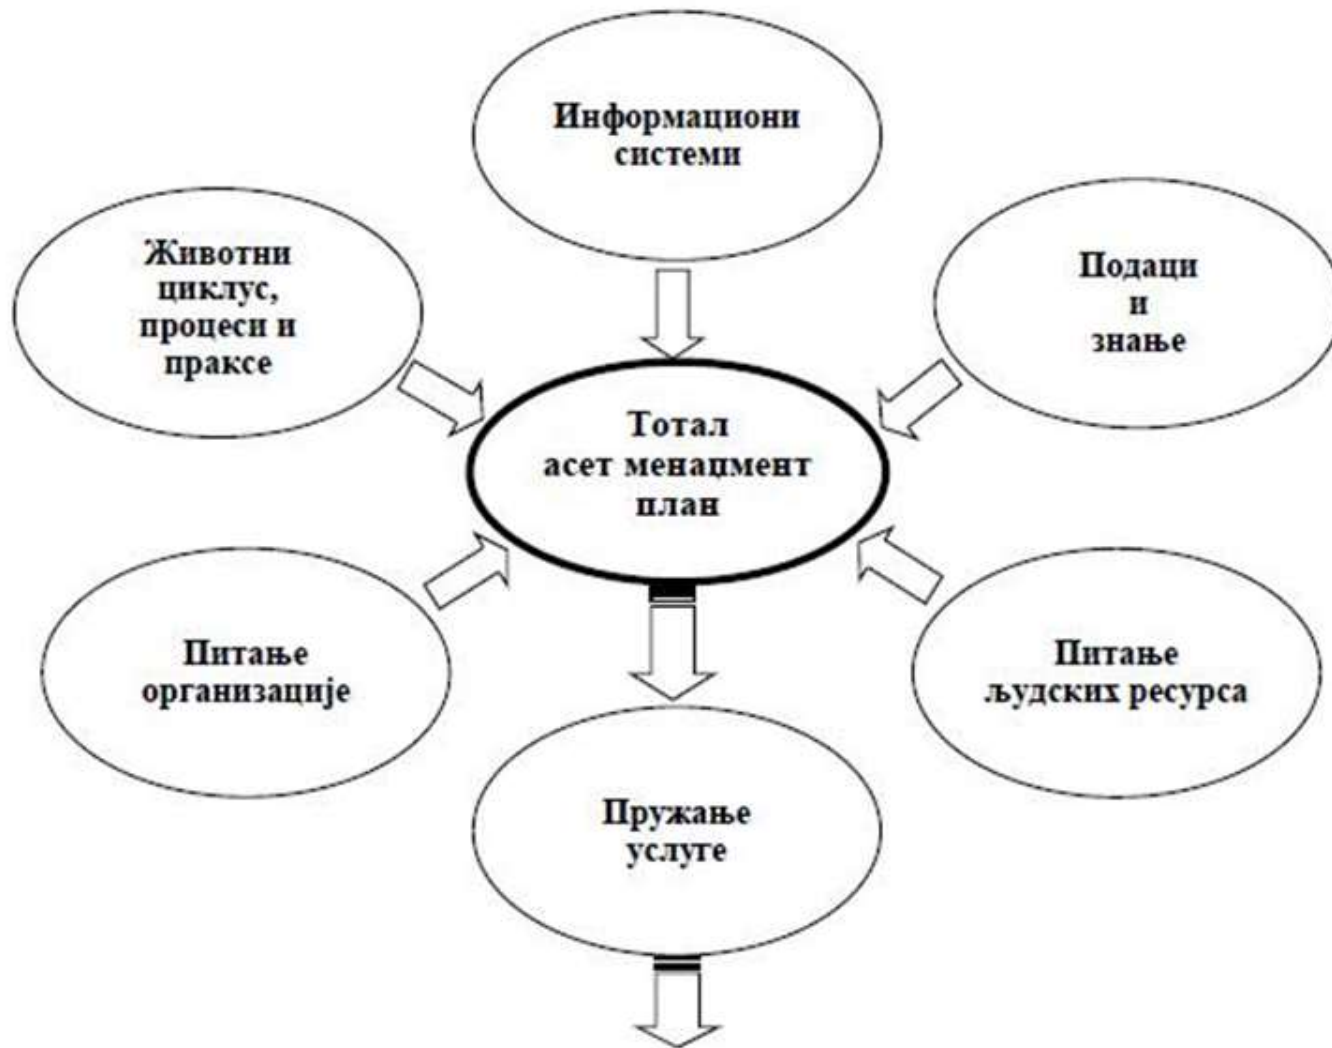 Информациони
системи
Животни
циклус,
процеси и
праксе
Подаци
и
знање
Тотал
асет менаџмент
план
Питање
организације
Питање
људских ресурса
Пружање
услуге